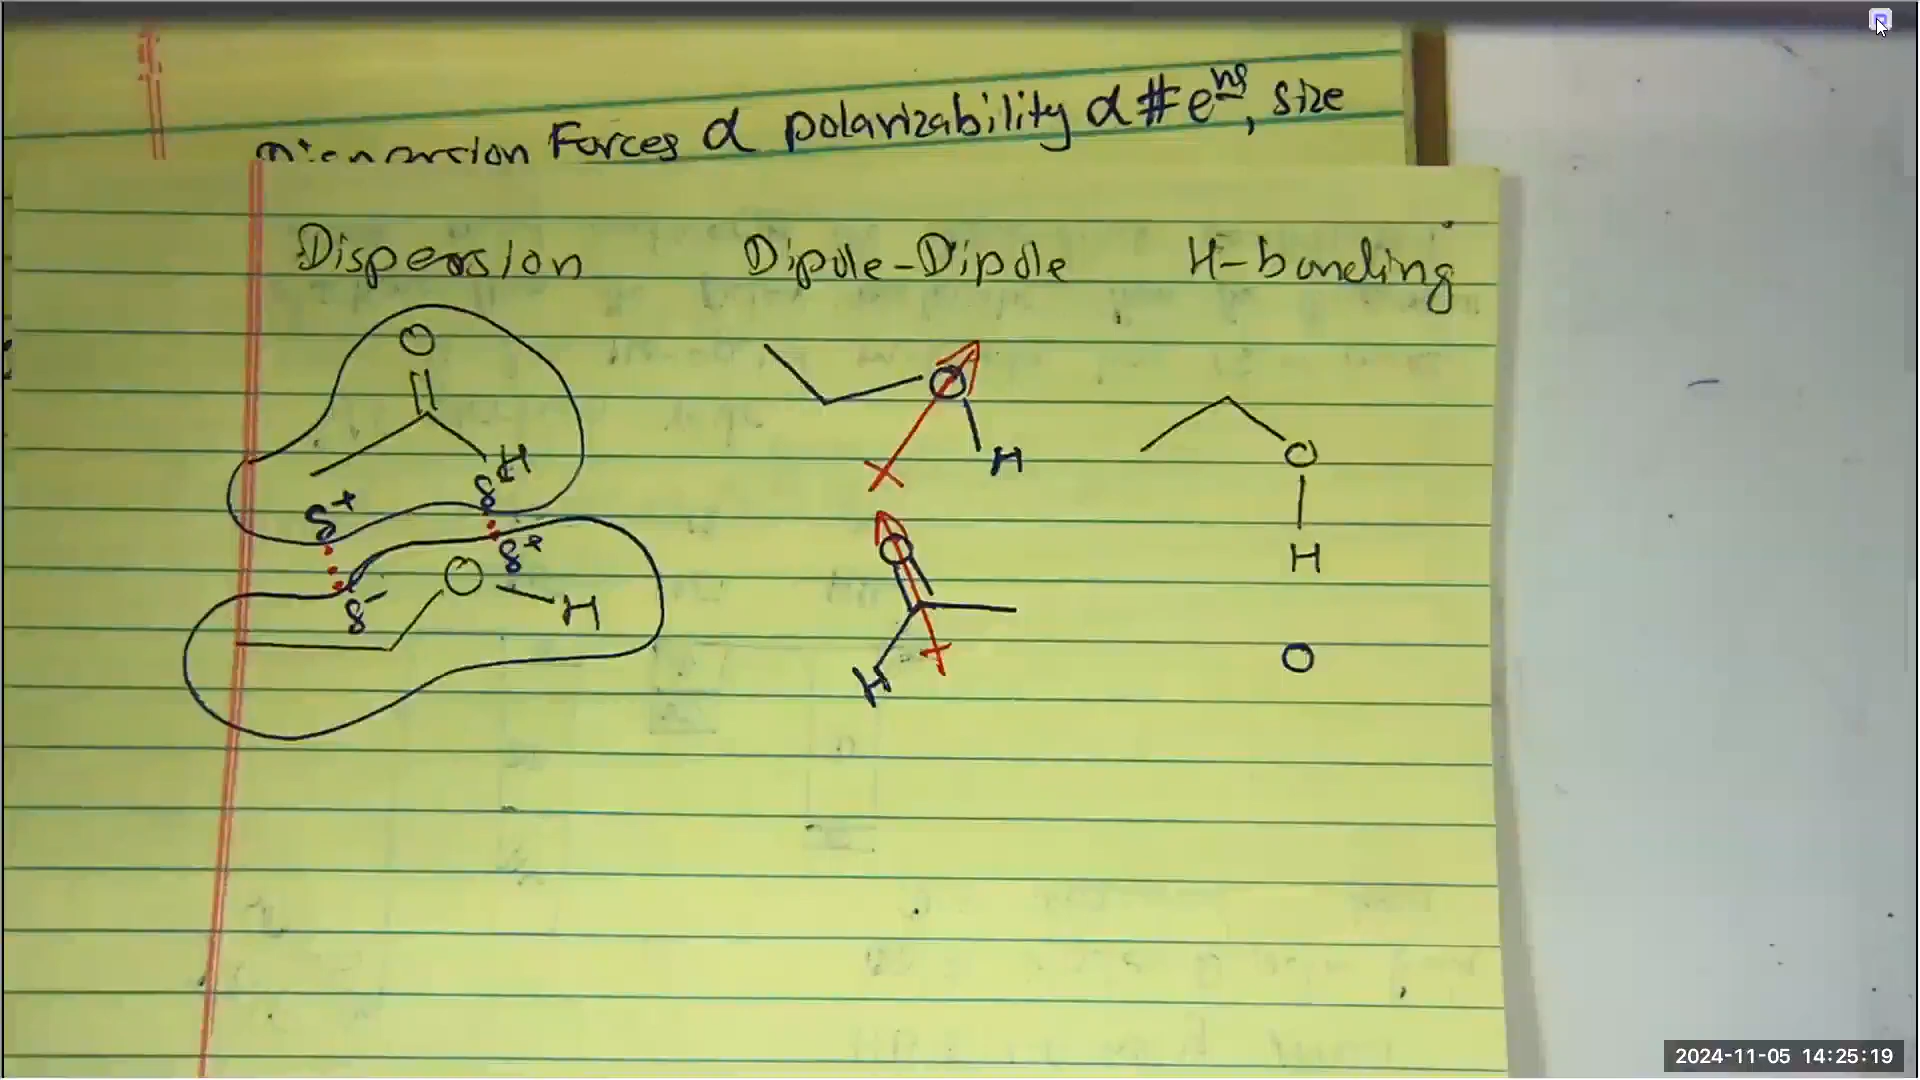 Forces α polarizability α # e^ns, size
Dispersion Dipole-Dipole H-bonding
O
O
H
O
H
δ+
δ-
H
δ+
O
O
δ-
H
H
O
H
2024-11-05 14:25:19